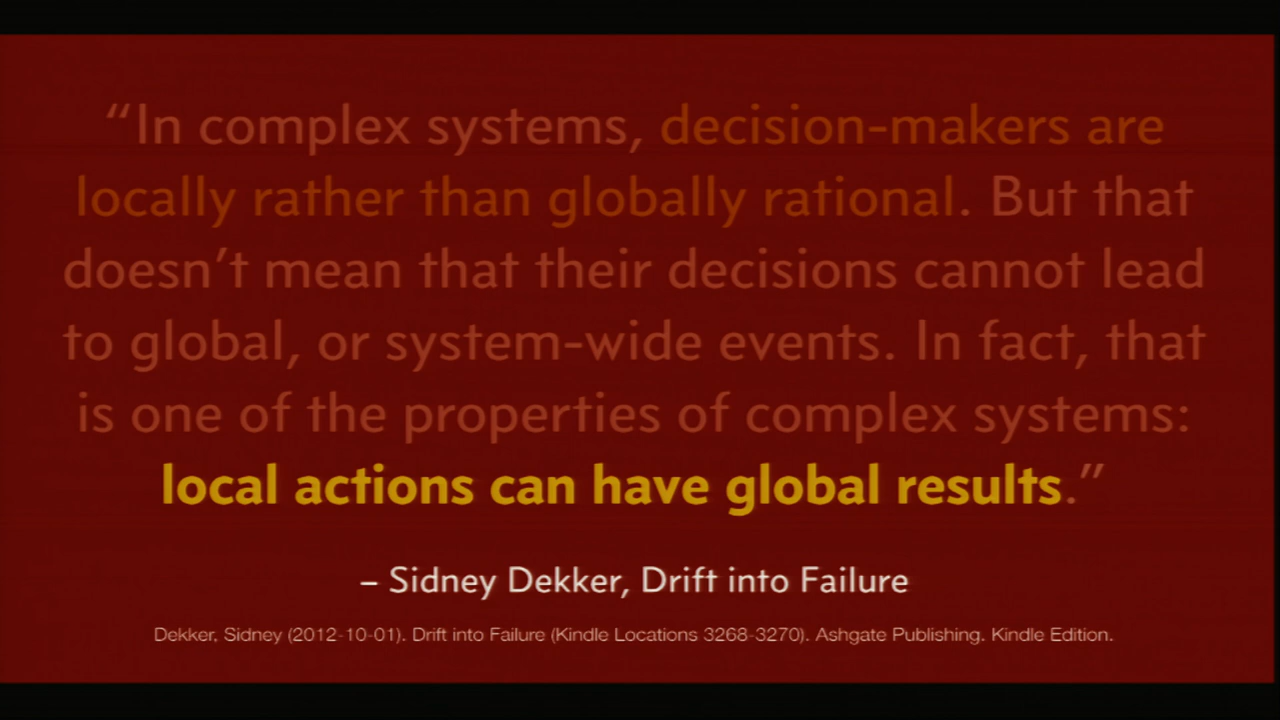 “In complex systems, decision-makers are
locally rather than globally rational. But that
doesn’t mean that their decisions cannot lead
to global, or system-wide events. In fact, that
is one of the properties of complex systems:
local actions can have global results.”
– Sidney Dekker, Drift into Failure
Dekker, Sidney (2012-10-01). Drift into Failure (Kindle Locations 3268-3270). Ashgate Publishing. Kindle Edition.